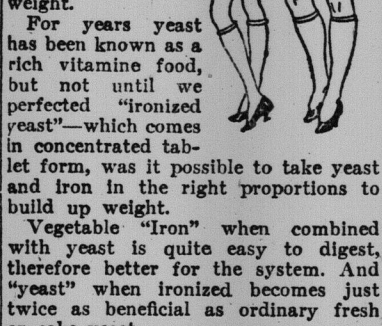 weight.
For years yeast
has been known as a
rich vitamine food,
but not until we
perfected "ironized
yeast"—which comes
in concentrated tab-
let form, was it possible to take yeast
and iron in the right proportions to
build up weight.
Vegetable "Iron" when combined
with yeast is quite easy to digest,
therefore better for the system. And
"yeast" when ironized becomes just
twice as beneficial as ordinary fresh